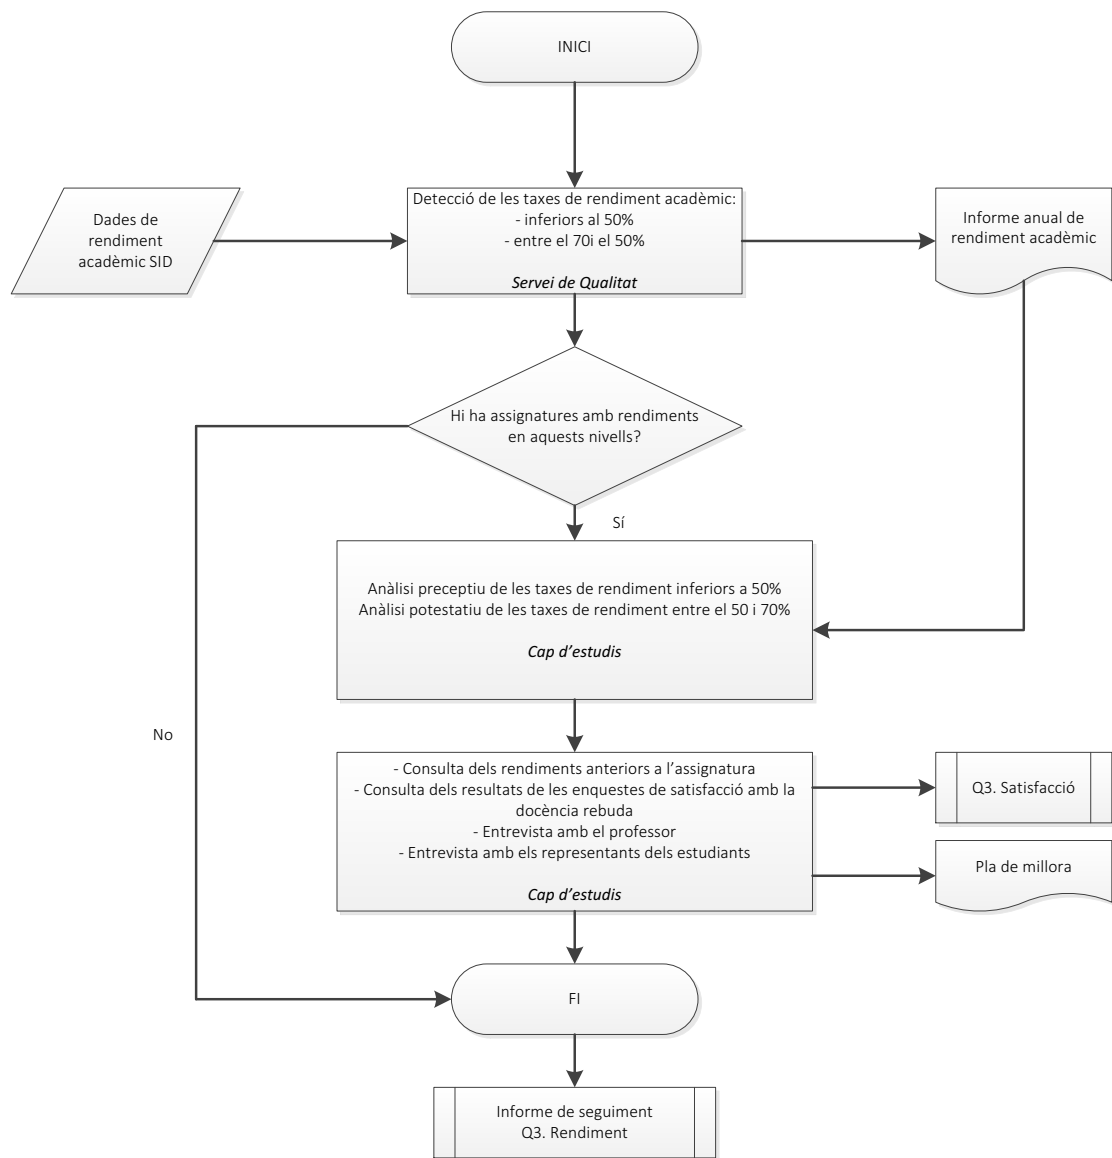 INICI
Dades de
rendiment
acadèmic SID
Detecció de les taxes de rendiment acadèmic:
- inferiors al 50%
- entre el 70i el 50%
Servei de Qualitat
Informe anual de
rendiment acadèmic
Hi ha assignatures amb rendiments
en aquests nivells?
Sí
Anàlisi preceptiu de les taxes de rendiment inferiors a 50%
Anàlisi potestatiu de les taxes de rendiment entre el 50 i 70%
Cap d’estudis
No
- Consulta dels rendiments anteriors a l’assignatura
- Consulta dels resultats de les enquestes de satisfacció amb la
docència rebuda
- Entrevista amb el professor
- Entrevista amb els representants dels estudiants
Cap d’estudis
Q3. Satisfacció
Pla de millora
FI
Informe de seguiment
Q3. Rendiment